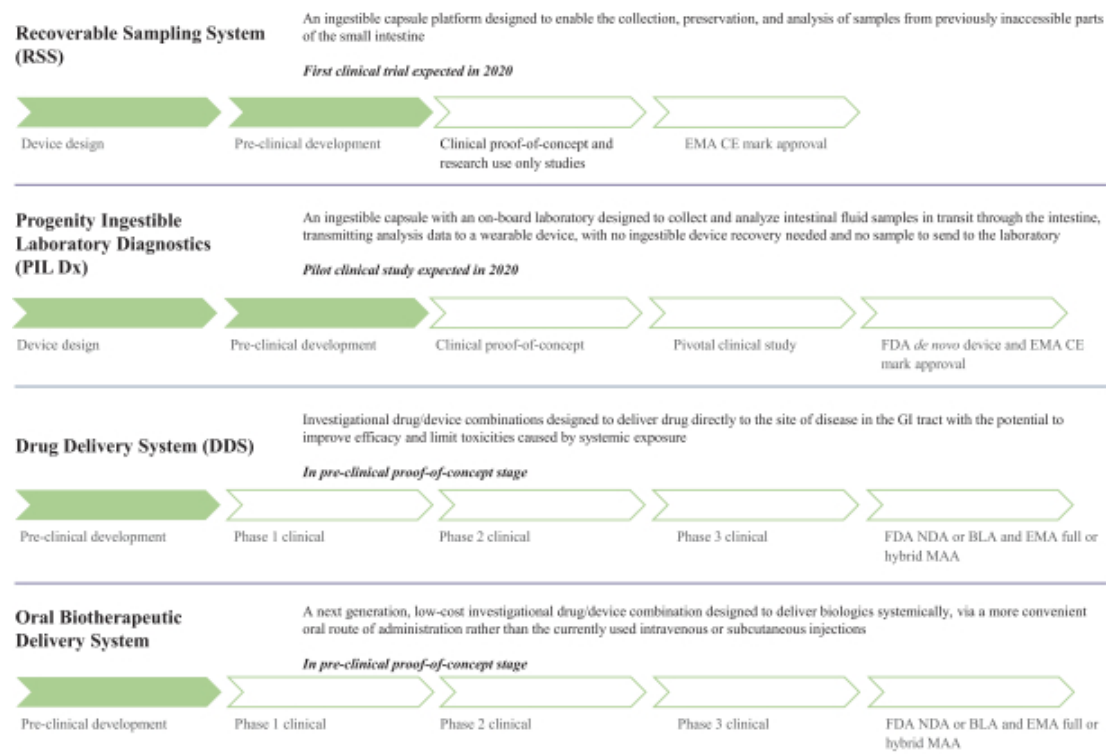 Recoverable Sampling System
(RSS)
An ingestible capsule platform designed to enable the collection, preservation, and analysis of samples from previously inaccessible parts
of the small intestine
First clinical trial expected in 2020
Device design
Pre-clinical development
Clinical proof-of-concept and
research use only studies
EMA CE mark approval
Progenity Ingestible
Laboratory Diagnostics
(PIL Dx)
An ingestible capsule with an on-board laboratory designed to collect and analyze intestinal fluid samples in transit through the intestine,
transmitting analysis data to a wearable device, with no ingestible device recovery needed and no sample to send to the laboratory
Pilot clinical study expected in 2020
Device design
Pre-clinical development
Clinical proof-of-concept
Pivotal clinical study
FDA de novo device and EMA CE
mark approval
Drug Delivery System (DDS)
Investigational drug/device combinations designed to deliver drug directly to the site of disease in the GI tract with the potential to
improve efficacy and limit toxicities caused by systemic exposure
In pre-clinical proof-of-concept stage
Pre-clinical development
Phase 1 clinical
Phase 2 clinical
Phase 3 clinical
FDA NDA or BLA and EMA full or
hybrid MAA
Oral Biotherapeutic
Delivery System
A next generation, low-cost investigational drug/device combination designed to deliver biologics systemically, via a more convenient
oral route of administration rather than the currently used intravenous or subcutaneous injections
In pre-clinical proof-of-concept stage
Pre-clinical development
Phase 1 clinical
Phase 2 clinical
Phase 3 clinical
FDA NDA or BLA and EMA full or
hybrid MAA